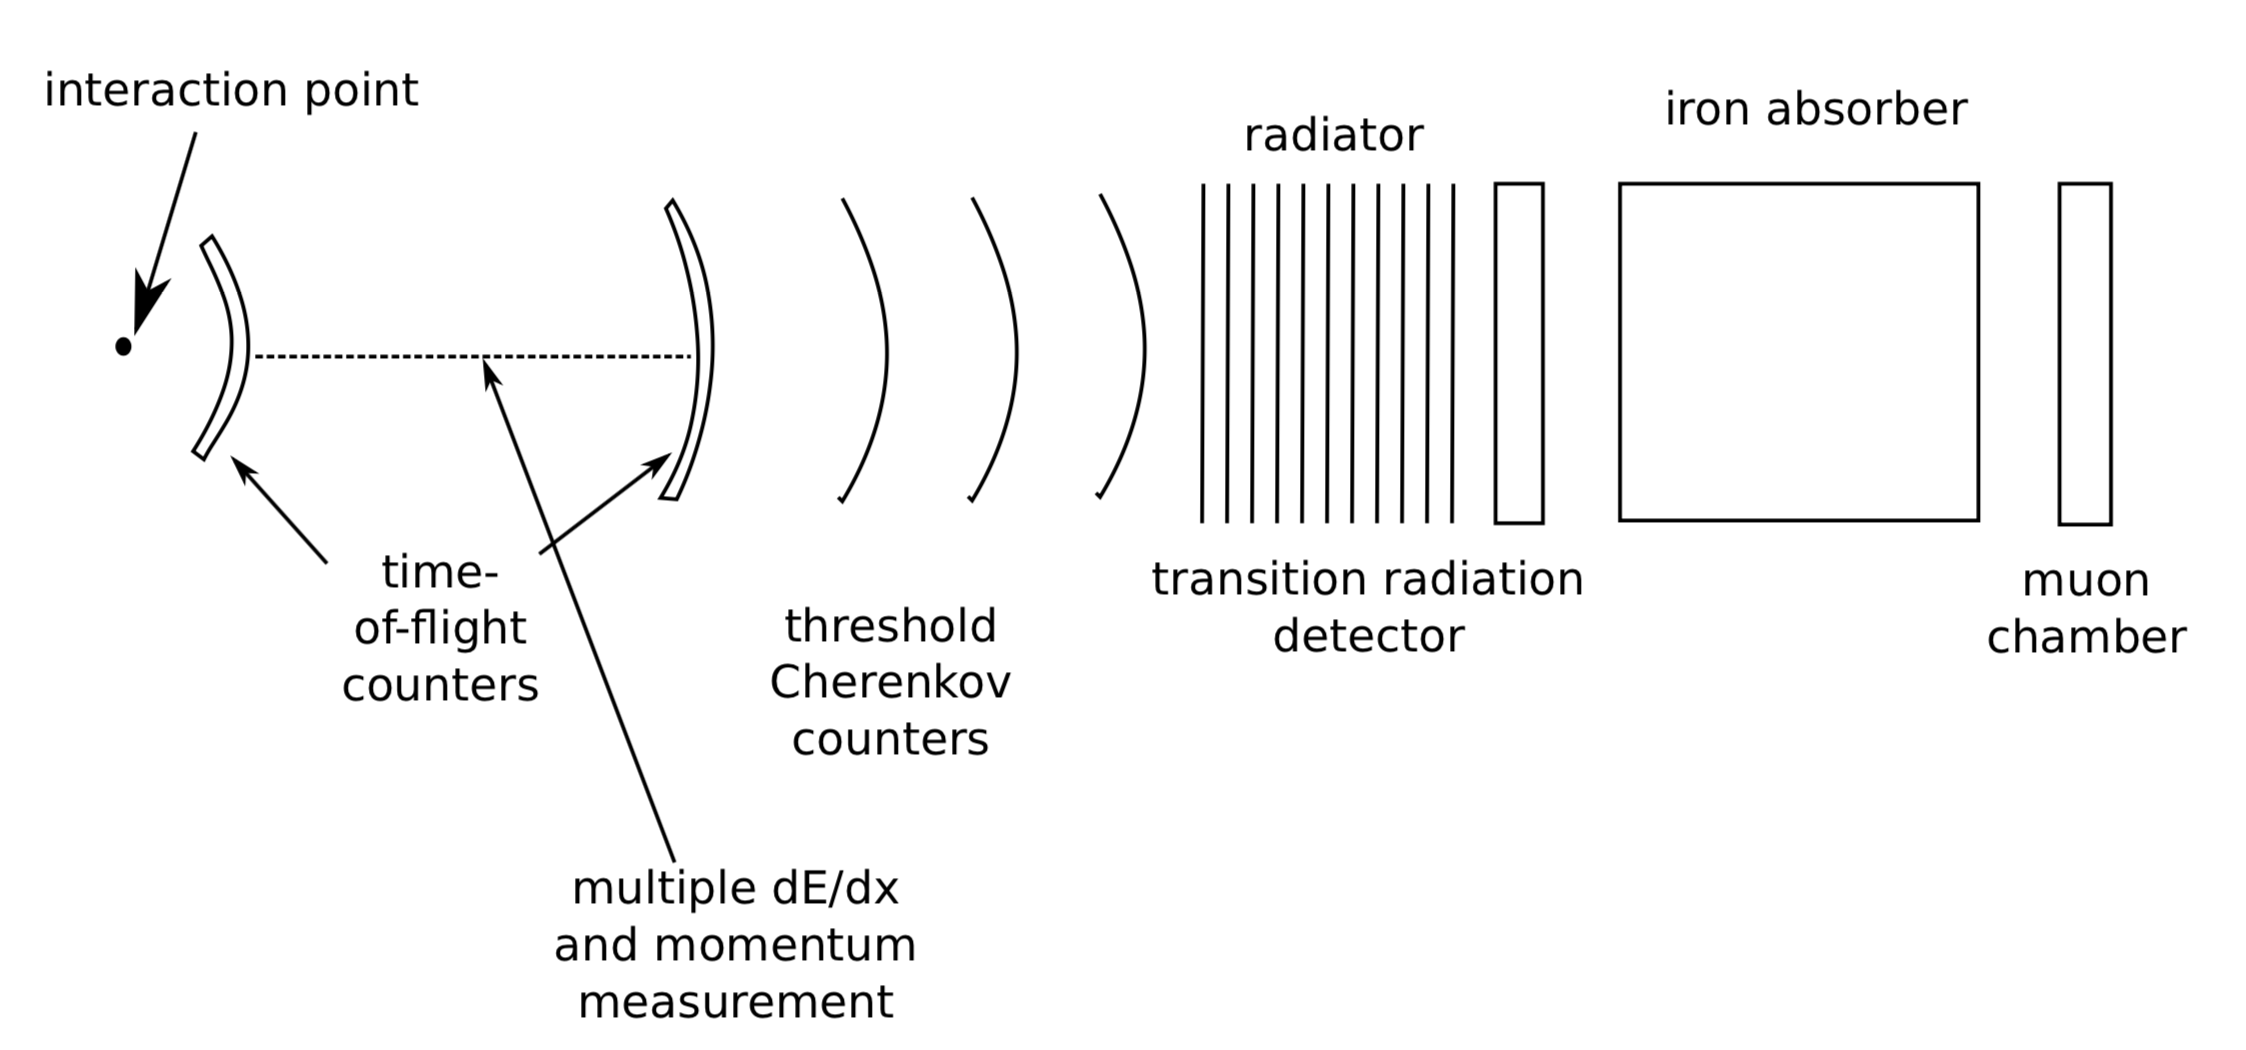 interaction point
radiator
iron absorber
time-
of-flight
counters
threshold
Cherenkov
counters
transition radiation
detector
muon
chamber
multiple dE/dx
and momentum
measurement